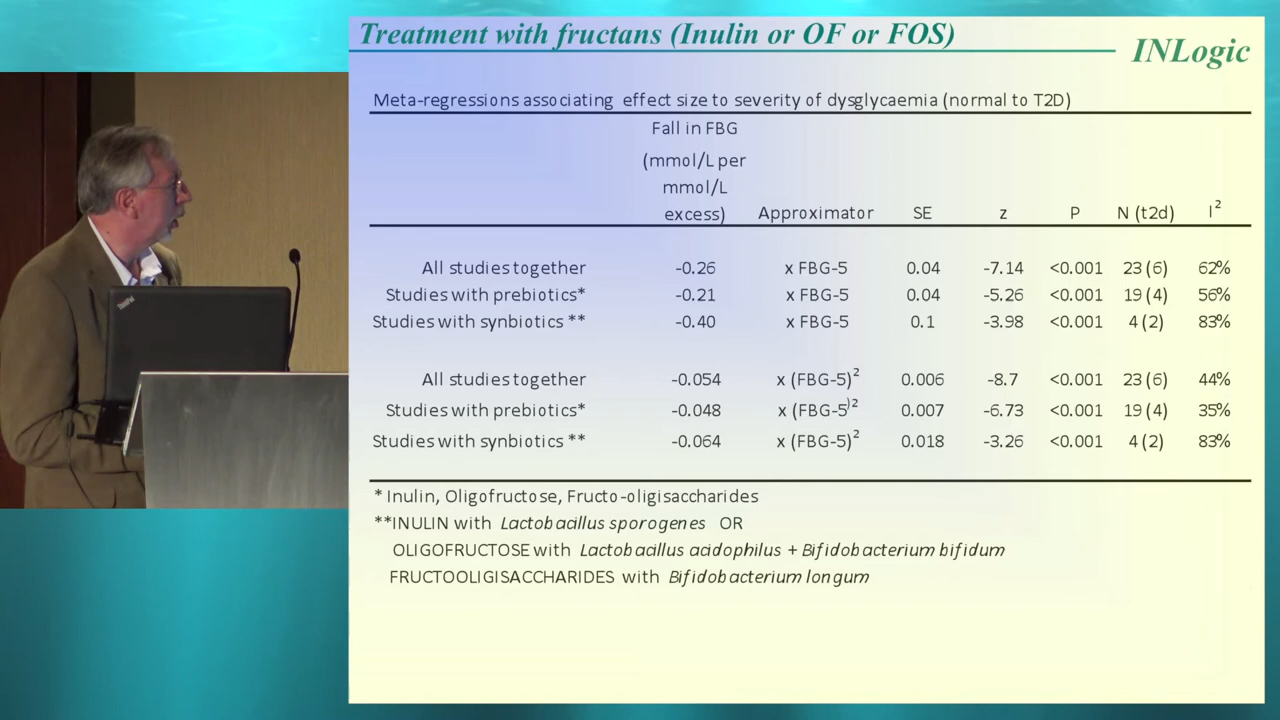 Treatment with fructans (Inulin or OF or FOS)
INLogic
Meta-regressions associating effect size to severity of dysglycaemia (normal to T2D)
Fall in FBG
(mmol/L per
mmol/L
excess) Approximator SE z P N (t2d) I²
All studies together -0.26 x FBG-5 0.04 -7.14 <0.001 23 (6) 62%
Studies with prebiotics* -0.21 x FBG-5 0.04 -5.26 <0.001 19 (4) 56%
Studies with synbiotics ** -0.40 x FBG-5 0.1 -3.98 <0.001 4 (2) 83%
All studies together -0.054 x (FBG-5)² 0.006 -8.7 <0.001 23 (6) 44%
Studies with prebiotics* -0.048 x (FBG-5)² 0.007 -6.73 <0.001 19 (4) 35%
Studies with synbiotics ** -0.064 x (FBG-5)² 0.018 -3.26 <0.001 4 (2) 83%
* Inulin, Oligofructose, Fructo-oligisaccharides
**INULIN with Lactobacillus sporogenes OR
OLIGOFRUCTOSE with Lactobacillus acidophilus + Bifidobacterium bifidum
FRUCTOOLIGISACCHARIDES with Bifidobacterium longum
ThinkPad